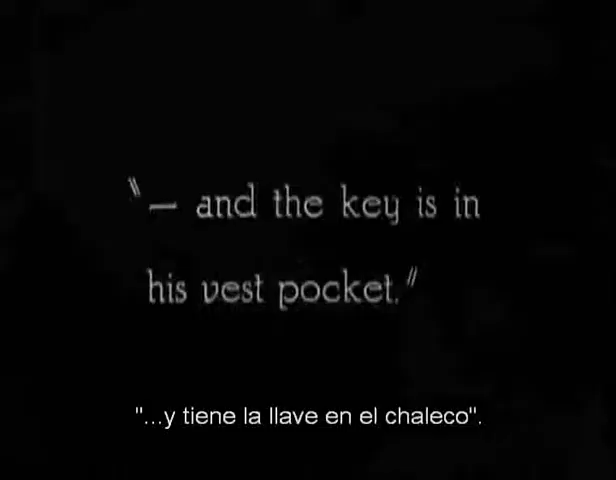 "— and the key is in
his vest pocket."
"...y tiene la llave en el chaleco".